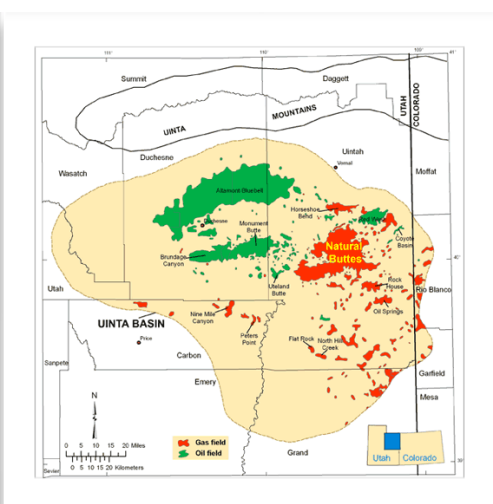 111°
110°
109°
41°
Summit
Daggett
UTAH
COLORADO
MOUNTAINS
UINTA
Duchesne
Uintah
Vernal
Moffat
Wasatch
Altamont-Bluebell
Horseshoe
Bend
Red Wash
Duchesne
Monument
Butte
Coyote
Basin
Natural
Buttes
Brundage
Canyon
40°
Utah
Uteland
Butte
Rock
House
Rio Blanco
Oil Springs
UINTA BASIN
Nine Mile
Canyon
Price
Peters
Point
Flat Rock
North Hill
Creek
Sanpete
Carbon
Garfield
Emery
Mesa
N
0 5 10 15 20 Miles
0 5 10 15 20 Kilometers
Gas field
Oil field
Grand
Utah
Colorado
39°
Sevier